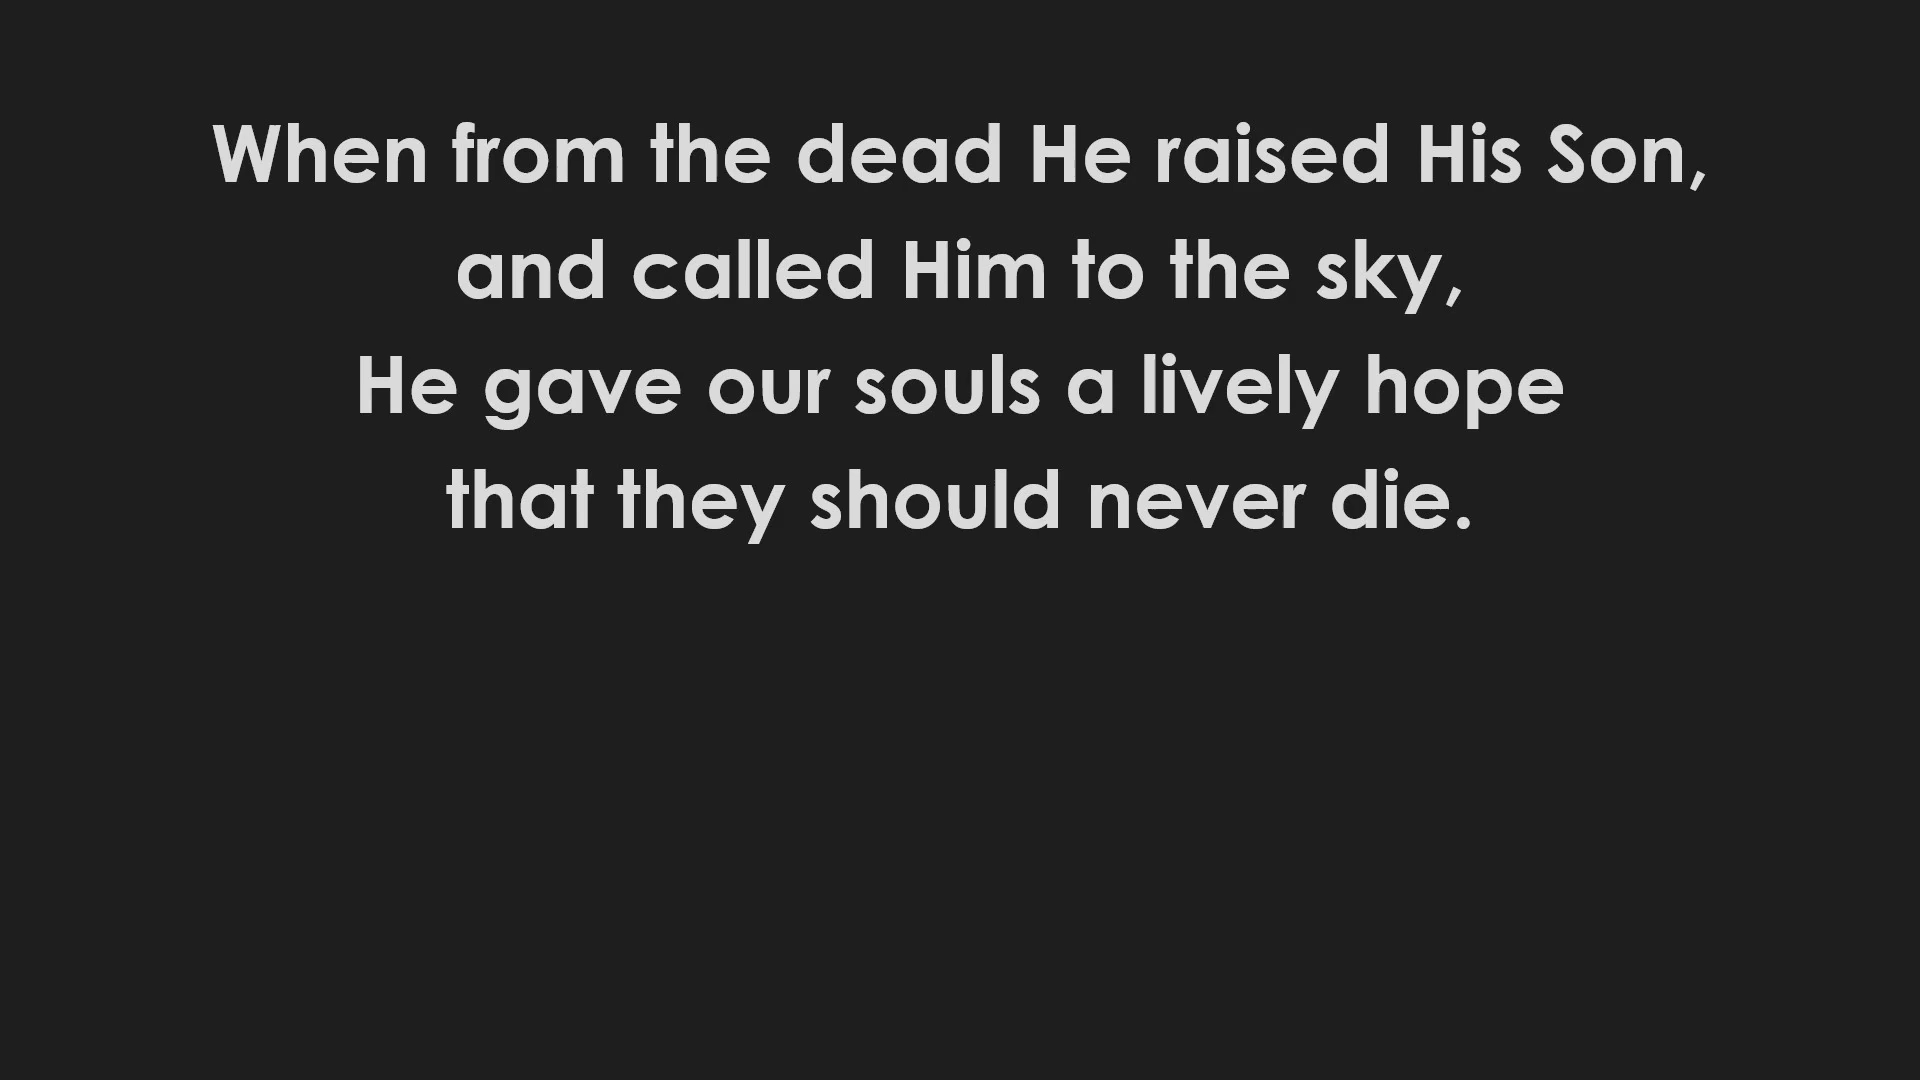 When from the dead He raised His Son,
and called Him to the sky,
He gave our souls a lively hope
that they should never die.